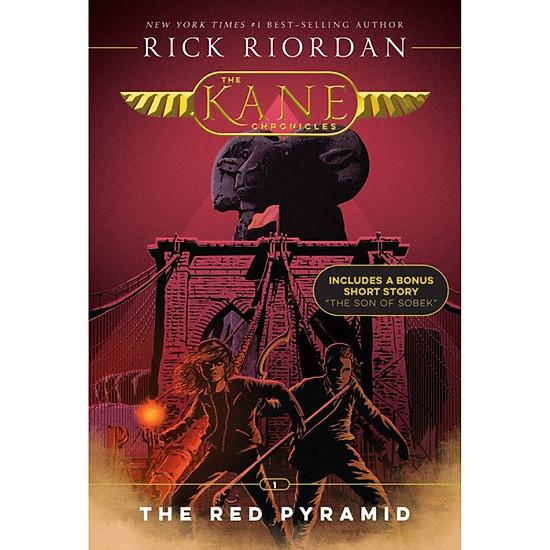 NEW YORK TIMES #1 BEST-SELLING AUTHOR
RICK RIORDAN
THE
KANE
CHRONICLES
INCLUDES A BONUS
SHORT STORY
"THE SON OF SOBEK"
1
THE RED PYRAMID